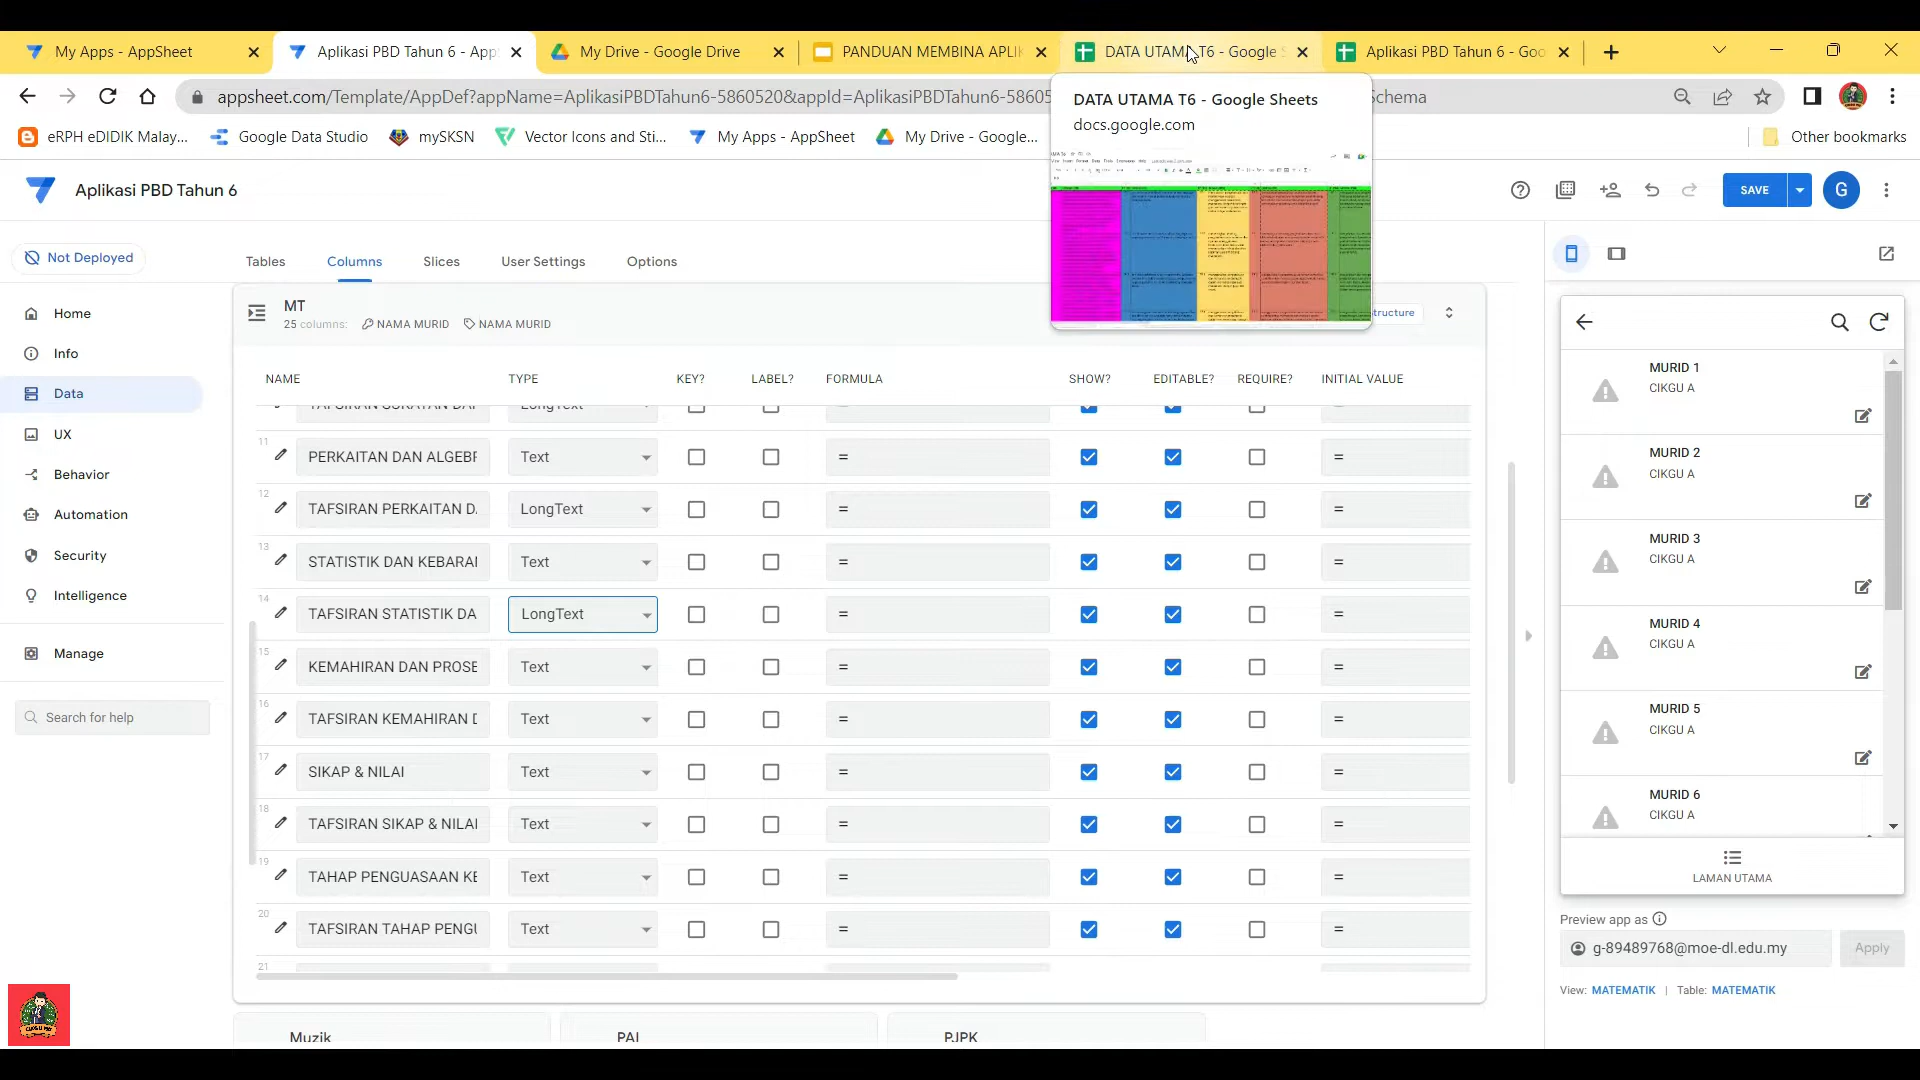 My Apps - AppSheet
Aplikasi PBD Tahun 6 - App
My Drive - Google Drive
PANDUAN MEMBINA APLIK
DATA UTAMA T6 - Google S
Aplikasi PBD Tahun 6 - Goo
appsheet.com/Template/AppDef?appName=AplikasiPBDTahun6-5860520&appId=AplikasiPBDTahun6-5860
Schema
DATA UTAMA T6 - Google Sheets
docs.google.com
eRPH eDIDIK Malay...
Google Data Studio
mySKSN
Vector Icons and Sti...
My Apps - AppSheet
My Drive - Google...
Other bookmarks
Aplikasi PBD Tahun 6
SAVE
G
Not Deployed
Tables
Columns
Slices
User Settings
Options
Home
Info
Data
UX
Behavior
Automation
Security
Intelligence
Manage
Search for help
MT
25 columns:
NAMA MURID
NAMA MURID
tructure
NAME
TYPE
KEY?
LABEL?
FORMULA
SHOW?
EDITABLE?
REQUIRE?
INITIAL VALUE
11 PERKAITAN DAN ALGEBF Text = =
12 TAFSIRAN PERKAITAN D. LongText = =
13 STATISTIK DAN KEBARAI Text = =
14 TAFSIRAN STATISTIK DA LongText = =
15 KEMAHIRAN DAN PROSE Text = =
16 TAFSIRAN KEMAHIRAN D Text = =
17 SIKAP & NILAI Text = =
18 TAFSIRAN SIKAP & NILAI Text = =
19 TAHAP PENGUASAAN KE Text = =
20 TAFSIRAN TAHAP PENGU Text = =
21
Muzik
PAI
PJPK
MURID 1
CIKGU A
MURID 2
CIKGU A
MURID 3
CIKGU A
MURID 4
CIKGU A
MURID 5
CIKGU A
MURID 6
CIKGU A
LAMAN UTAMA
Preview app as
g-89489768@moe-dl.edu.my
Apply
View: MATEMATIK | Table: MATEMATIK